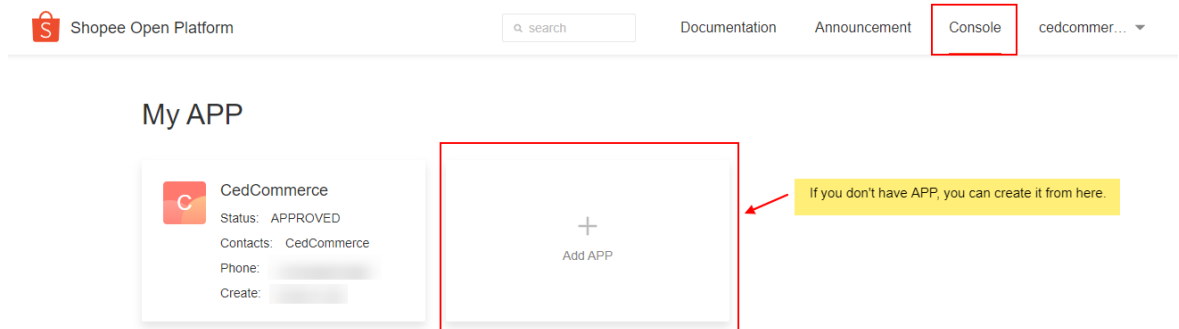 Shopee Open Platform
search
Documentation
Announcement
Console
cedcommer...
My APP
C
CedCommerce
Status: APPROVED
Contacts: CedCommerce
Phone:
Create:
+
Add APP
If you don't have APP, you can create it from here.